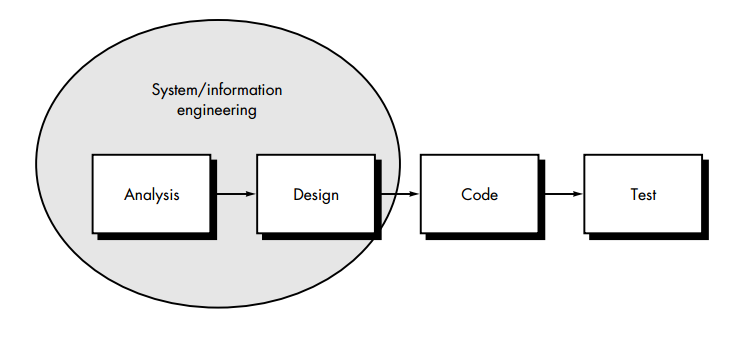 System/information
engineering
Analysis
Design
Code
Test